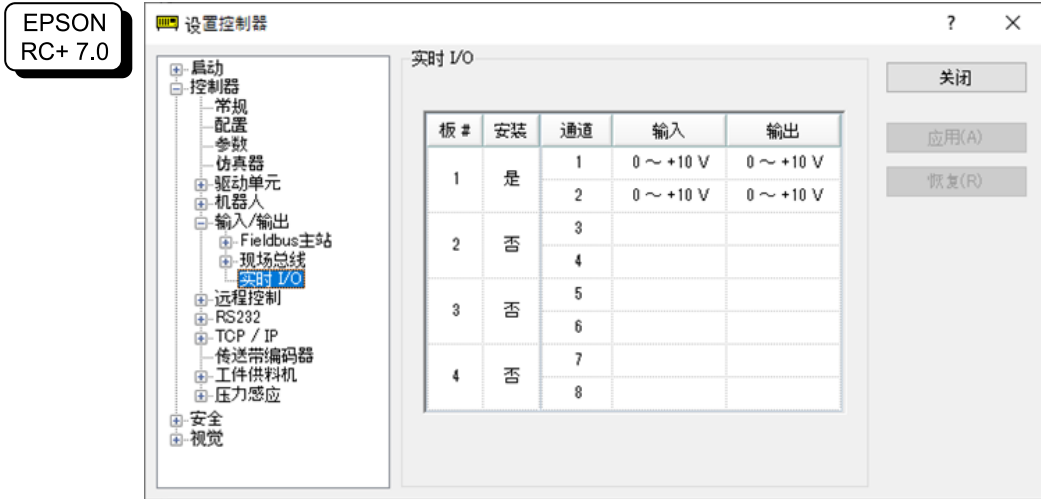 EPSON
RC+ 7.0
设置控制器
?
启动
控制器
常规
配置
参数
仿真器
驱动单元
机器人
输入/输出
Fieldbus主站
现场总线
实时 I/O
远程控制
RS232
TCP / IP
传送带编码器
工件供料机
压力感应
安全
视觉
实时 I/O
板 # 安装 通道 输入 输出
1 是 1 0 ～ +10 V 0 ～ +10 V
2 0 ～ +10 V 0 ～ +10 V
2 否 3
4
3 否 5
6
4 否 7
8
关闭
应用(A)
恢复(R)